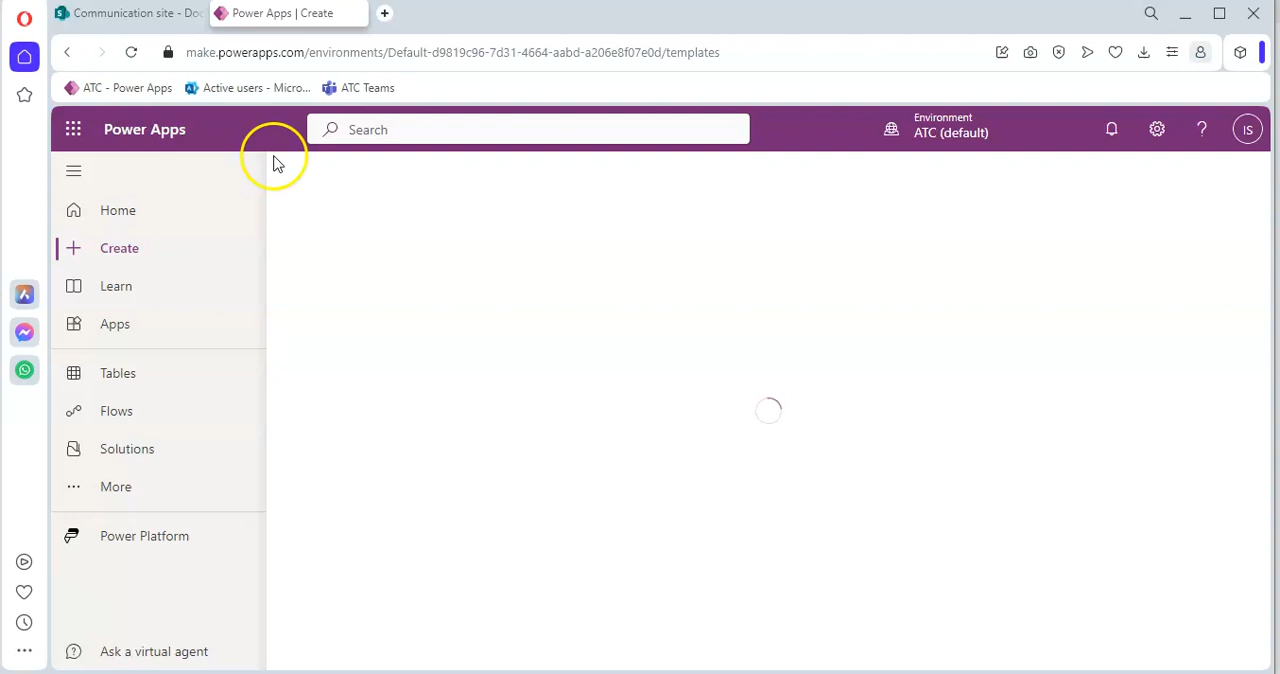 Communication site - Doc
Power Apps | Create
make.powerapps.com/environments/Default-d9819c96-7d31-4664-aabd-a206e8f07e0d/templates
ATC - Power Apps
Active users - Micro...
ATC Teams
Power Apps
Search
Environment
ATC (default)
IS
Home
Create
Learn
Apps
Tables
Flows
Solutions
More
Power Platform
Ask a virtual agent